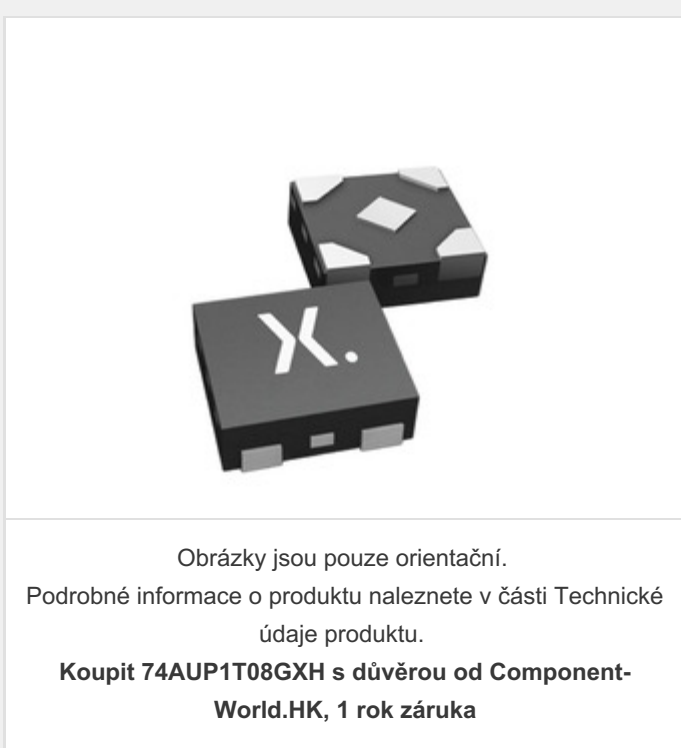 X.
Obrázky jsou pouze orientační.
Podrobné informace o produktu naleznete v části Technické
údaje produktu.
Koupit 74AUP1T08GXH s důvěrou od Component-
World.HK, 1 rok záruka